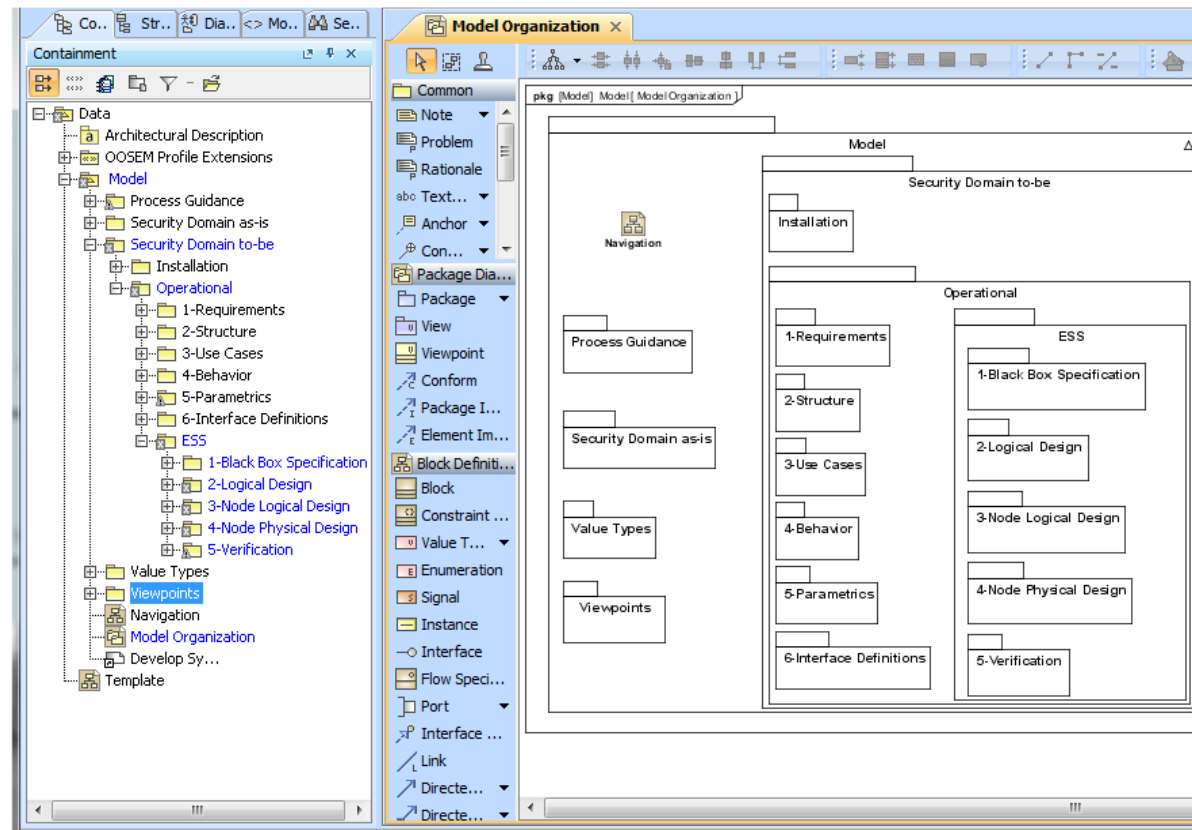 Co..
Str..
Dia..
<> Mo..
Se..
Containment
Data
Architectural Description
OOSEM Profile Extensions
Model
Process Guidance
Security Domain as-is
Security Domain to-be
Installation
Operational
1-Requirements
2-Structure
3-Use Cases
4-Behavior
5-Parametrics
6-Interface Definitions
ESS
1-Black Box Specification
2-Logical Design
3-Node Logical Design
4-Node Physical Design
5-Verification
Value Types
Viewpoints
Navigation
Model Organization
Develop Sy...
Template
Model Organization
Common
Note
Problem
Rationale
abc Text...
Anchor
Con...
Package Dia...
Package
View
Viewpoint
Conform
Package I...
Element Im...
Block Definiti...
Block
Constraint ...
Value T...
Enumeration
Signal
Instance
Interface
Flow Speci...
Port
Interface ...
Link
Directe...
Directe...
pkg [Model] Model [ Model Organization ]
Model
Security Domain to-be
Installation
Navigation
Operational
Process Guidance
1-Requirements
ESS
1-Black Box Specification
2-Structure
Security Domain as-is
3-Use Cases
2-Logical Design
Value Types
4-Behavior
3-Node Logical Design
Viewpoints
5-Parametrics
4-Node Physical Design
6-Interface Definitions
5-Verification